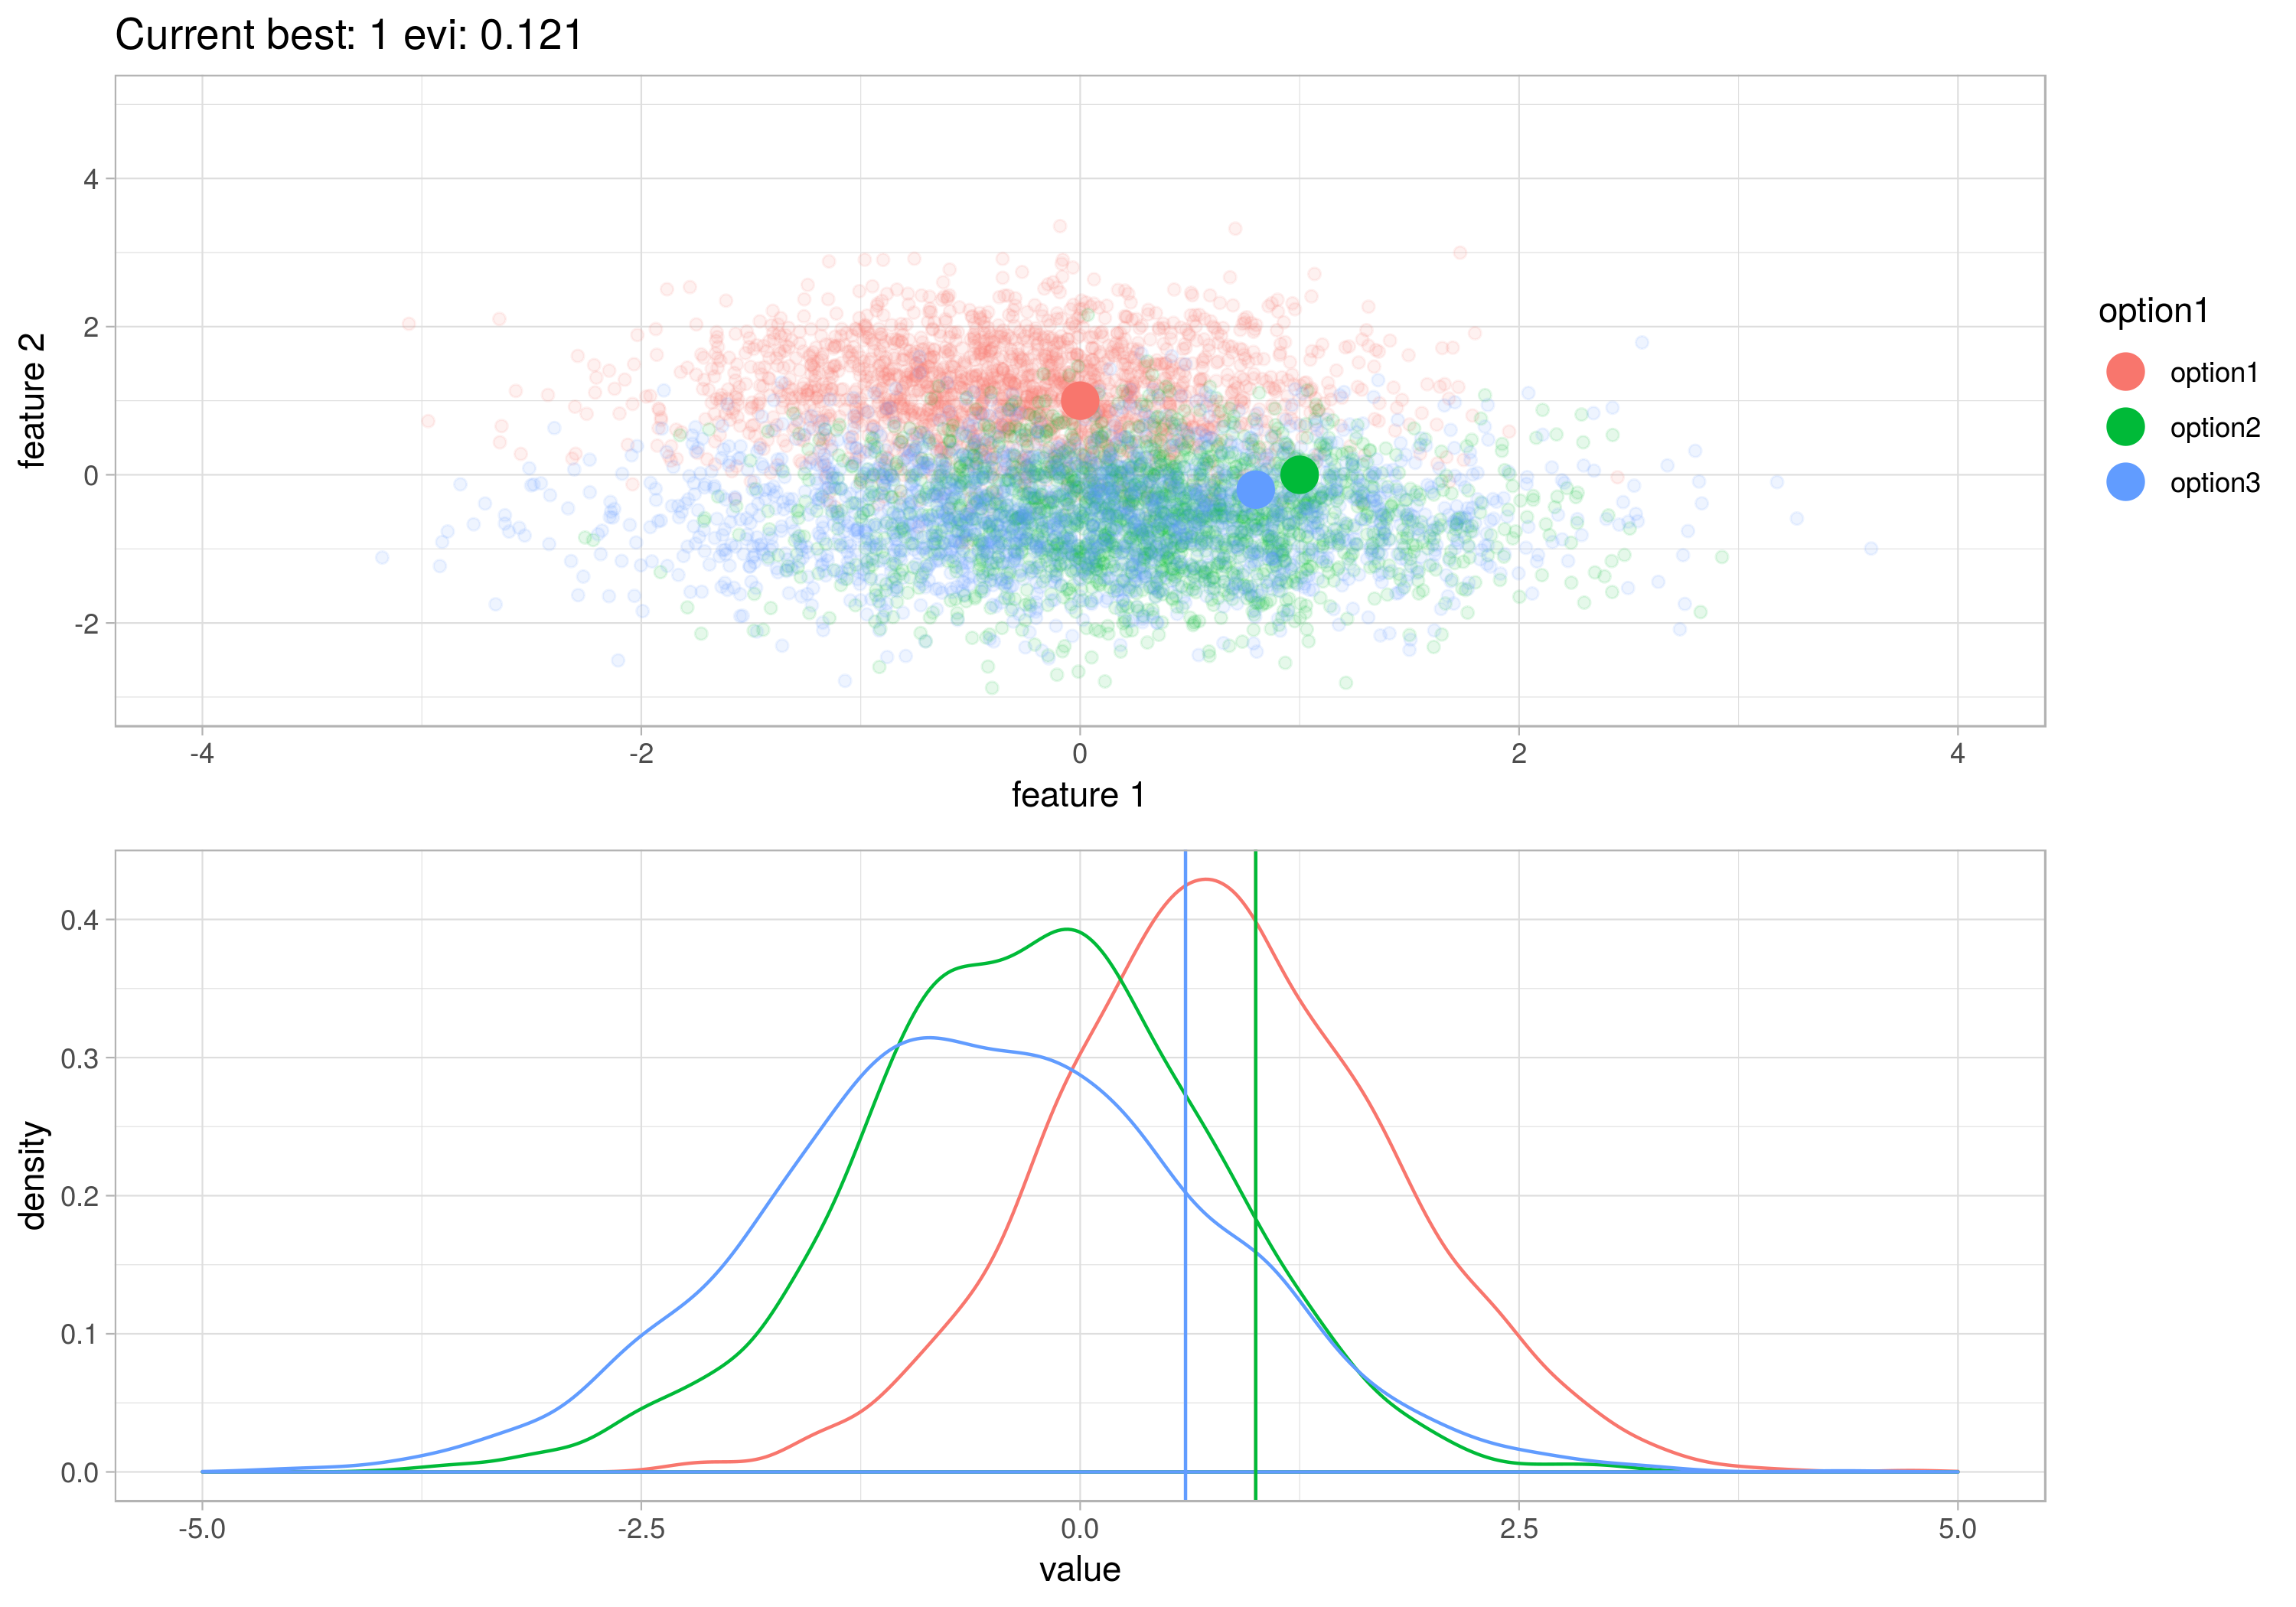 Current best: 1 evi: 0.121
feature 2
4
2
0
-2
-4 -2 0 2 4
feature 1
option1
option1
option2
option3
density
0.4
0.3
0.2
0.1
0.0
-5.0 -2.5 0.0 2.5 5.0
value